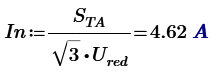 In:= S_TA / (√3 • U_red) = 4.62 A